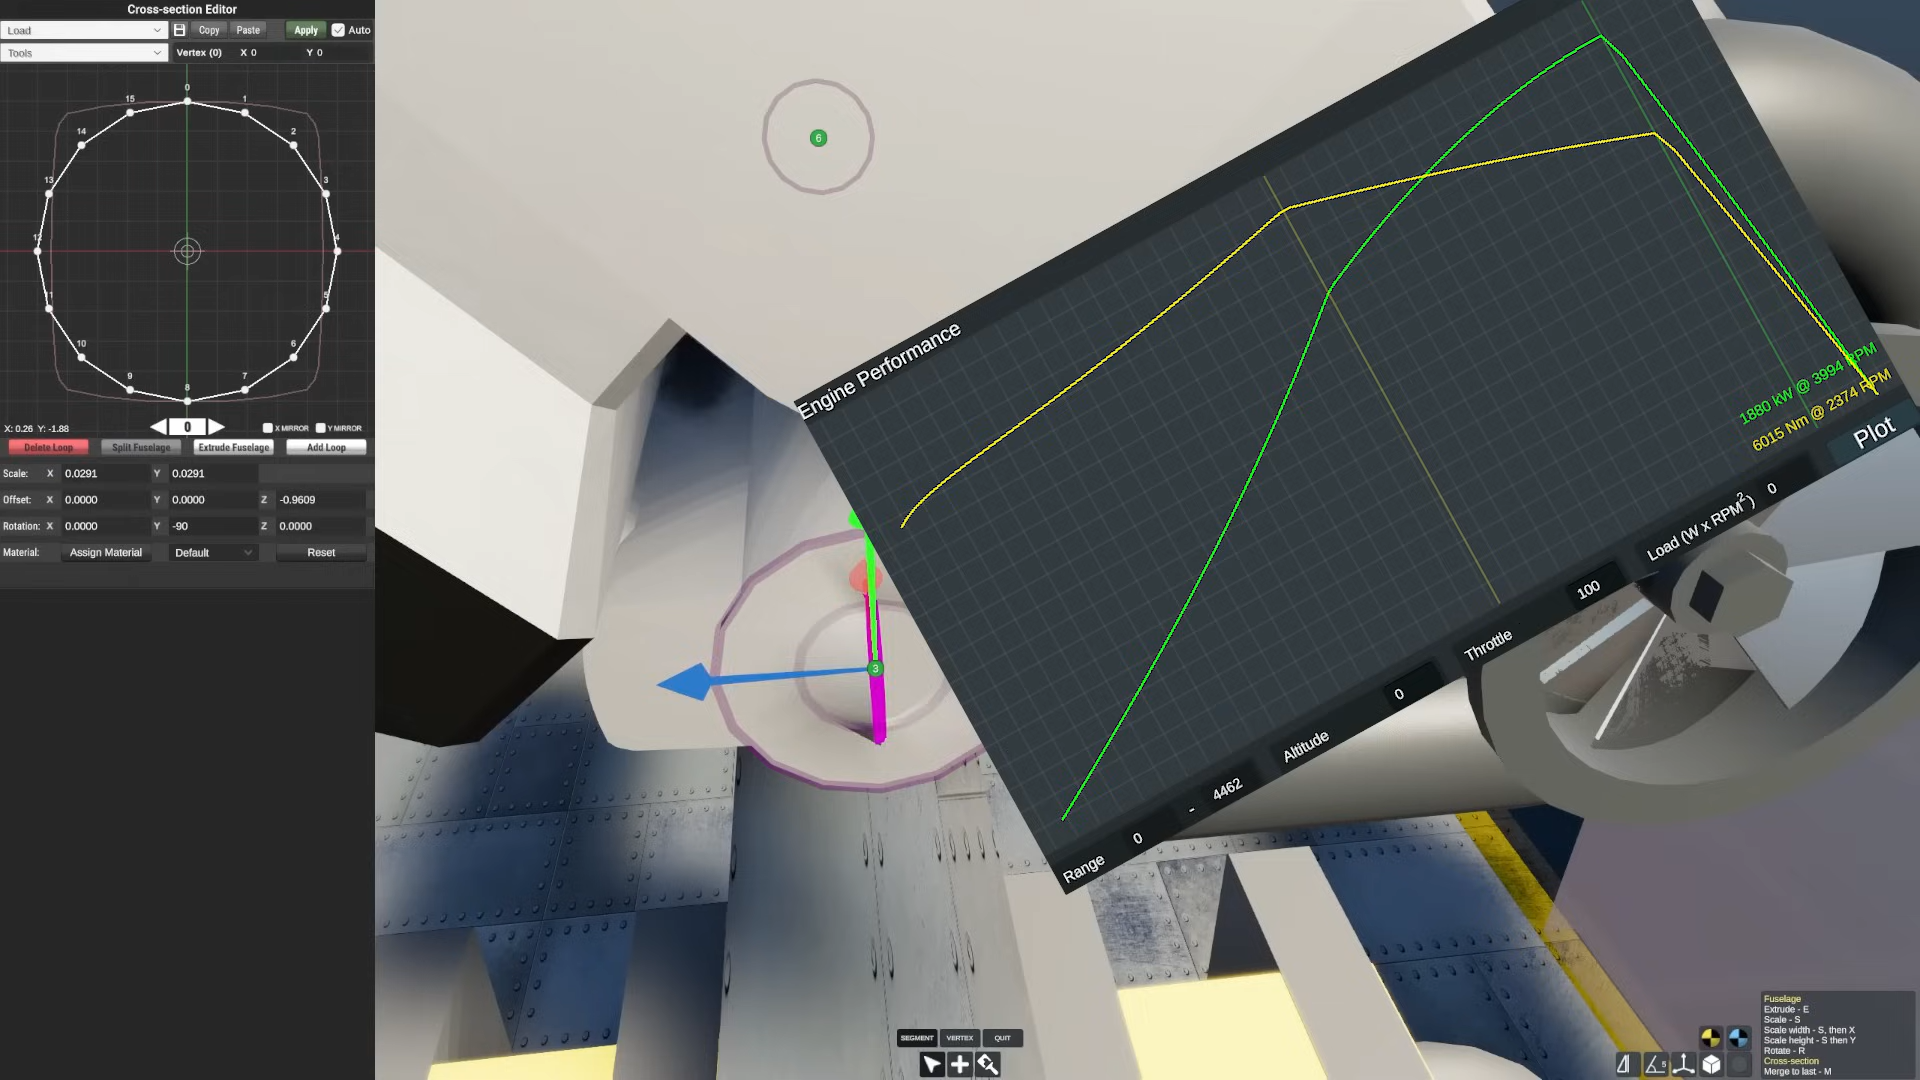 Cross-section Editor
Load
Copy
Paste
Apply
Auto
Tools
Vertex (0)
X 0
Y 0
0
15
1
14
2
13
3
12
4
11
5
10
6
9
7
8
X: 0.26 Y: -1.88
0
X MIRROR
Y MIRROR
Delete Loop
Split Fuselage
Extrude Fuselage
Add Loop
Scale: X 0.0291 Y 0.0291
Offset: X 0.0000 Y 0.0000 Z -0.9609
Rotation: X 0.0000 Y -90 Z 0.0000
Material: Assign Material Default Reset
6
3
Engine Performance
1880 kW @ 3994 RPM
6015 Nm @ 2374 RPM
Range 0 - 4462 Altitude 0 Throttle 100 Load (W x RPM²) 0 Plot
SEGMENT VERTEX QUIT
5
Fuselage
Extrude - E
Scale - S
Scale width - S, then X
Scale height - S then Y
Rotate - R
Cross-section
Merge to last - M